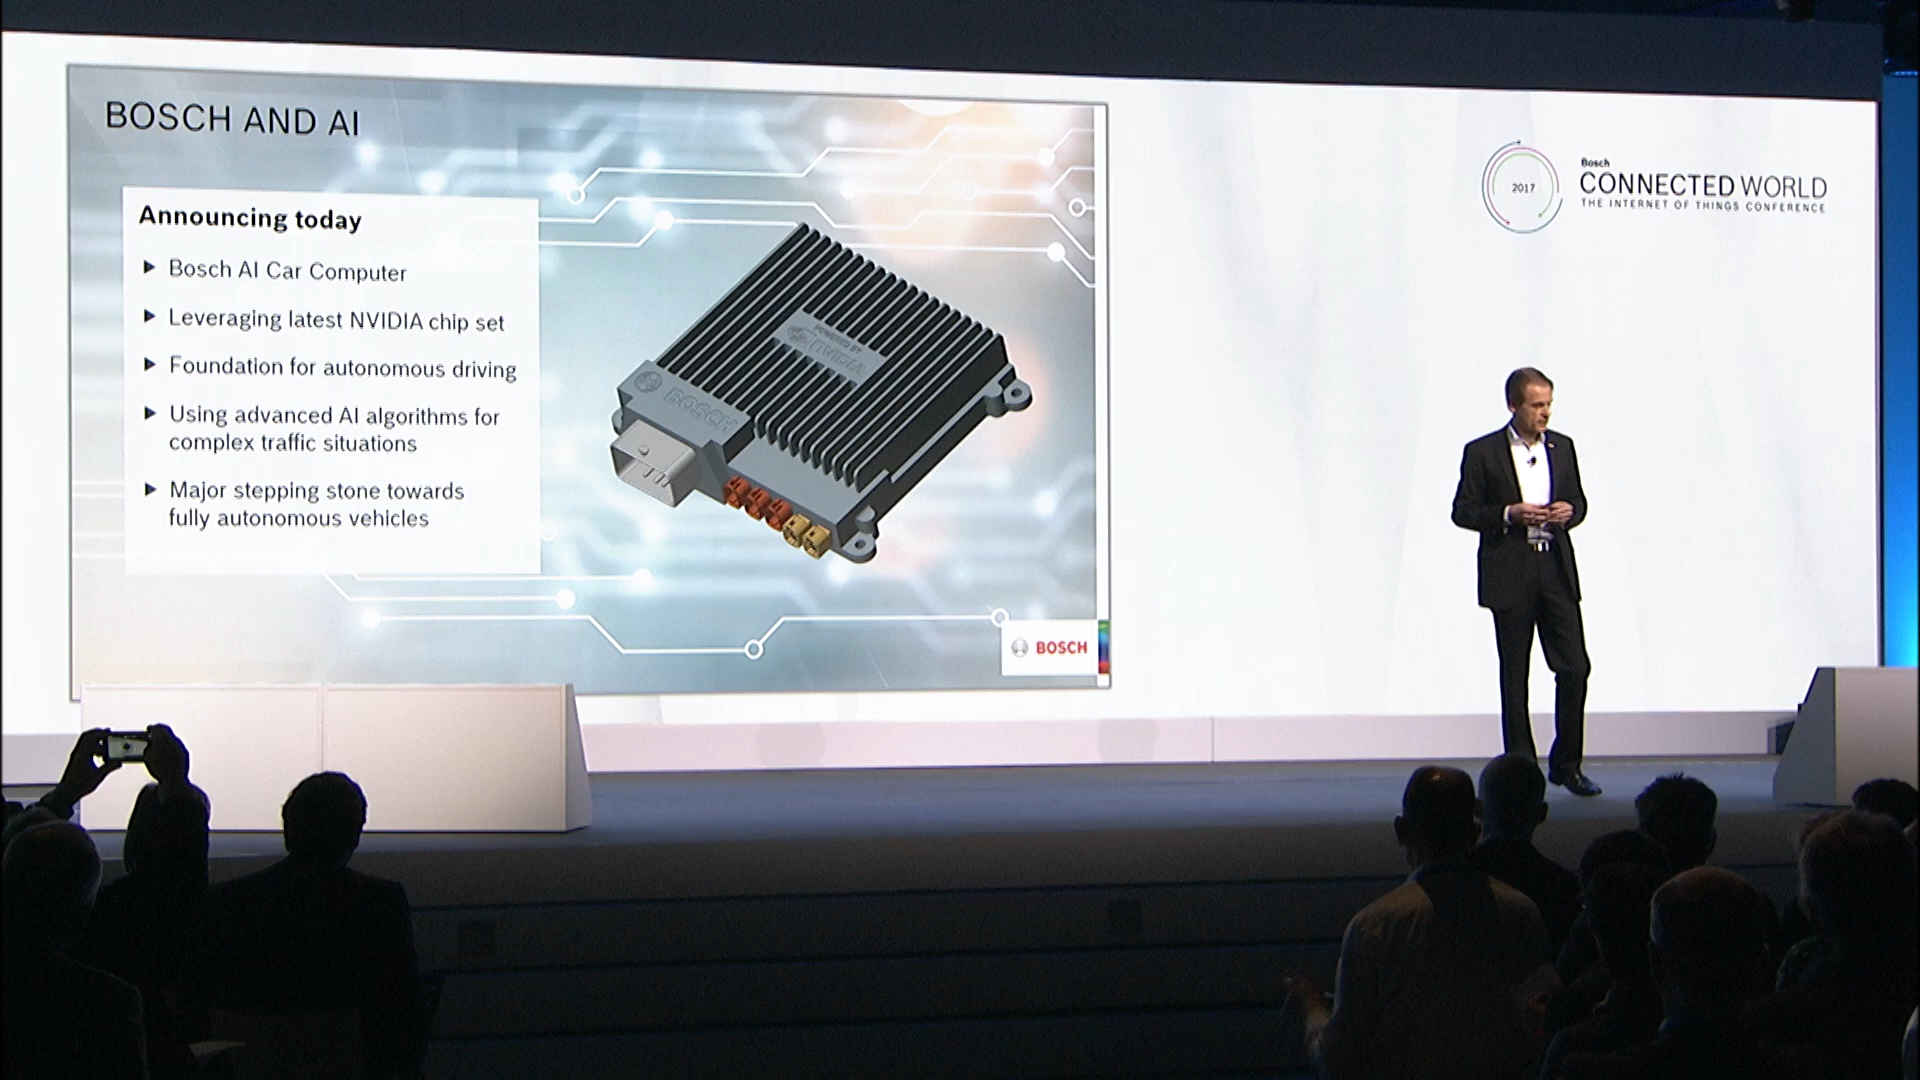 BOSCH AND AI
Announcing today
Bosch AI Car Computer
Leveraging latest NVIDIA chip set
Foundation for autonomous driving
Using advanced AI algorithms for
complex traffic situations
Major stepping stone towards
fully autonomous vehicles
POWERED BY
NVIDIA
BOSCH
BOSCH
2017
Bosch
CONNECTED WORLD
THE INTERNET OF THINGS CONFERENCE